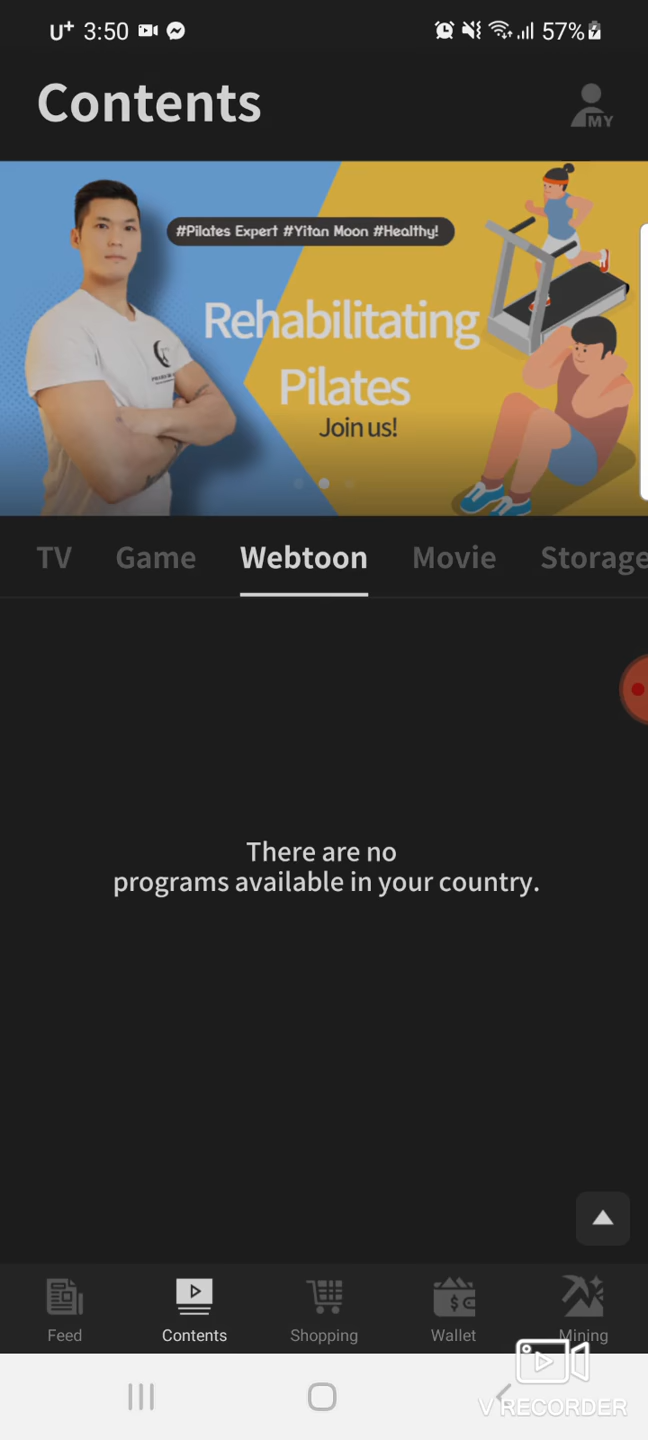 U+ 3:50 57%
Contents
MY
#Pilates Expert #Yitan Moon #Healthy!
Rehabilitating
Pilates
Join us!
TV Game Webtoon Movie Storage
There are no
programs available in your country.
Feed Contents Shopping Wallet Mining
V RECORDER